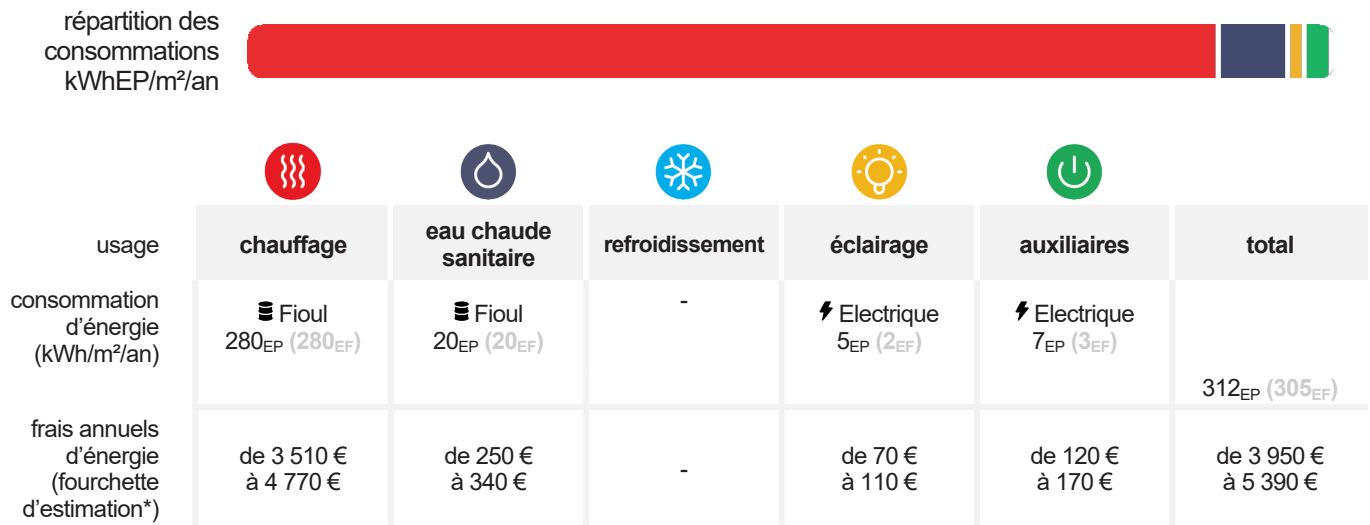 répartition des
consommations
kWhEP/m²/an
usage
chauffage
eau chaude
sanitaire
refroidissement
éclairage
auxiliaires
total
consommation
d'énergie
(kWh/m²/an)
Fioul
280EP (280EF)
Fioul
20EP (20EF)
-
Electrique
5EP (2EF)
Electrique
7EP (3EF)
312EP (305EF)
frais annuels
d'énergie
(fourchette
d'estimation*)
de 3 510 €
à 4 770 €
de 250 €
à 340 €
-
de 70 €
à 110 €
de 120 €
à 170 €
de 3 950 €
à 5 390 €